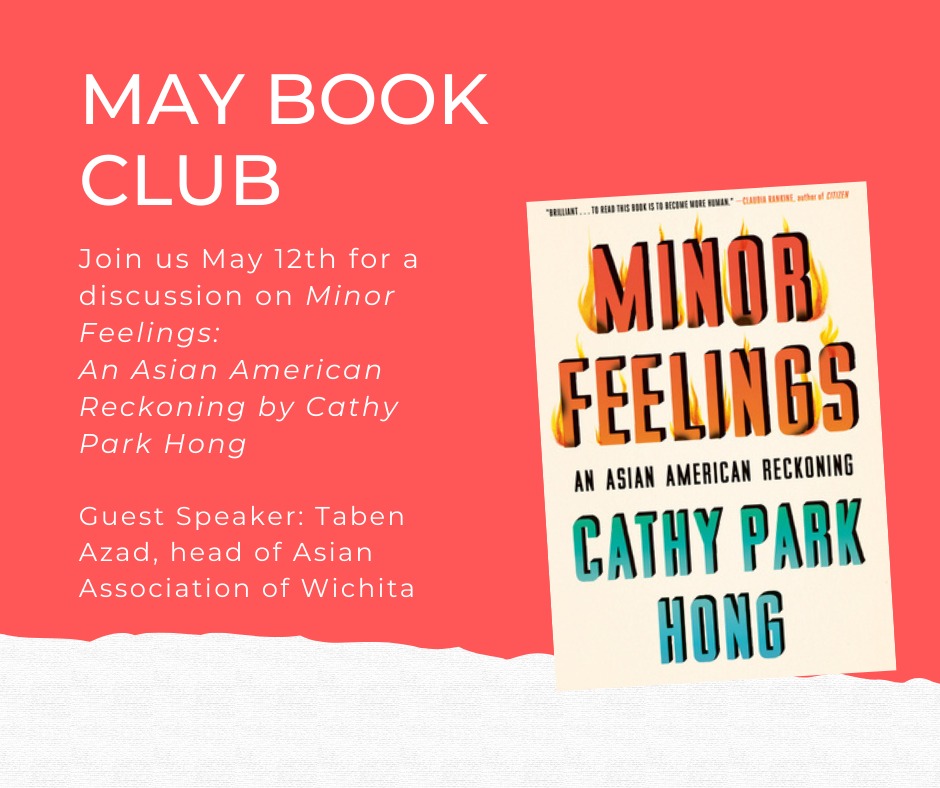 MAY BOOK
CLUB
Join us May 12th for a
discussion on Minor
Feelings:
An Asian American
Reckoning by Cathy
Park Hong
Guest Speaker: Taben
Azad, head of Asian
Association of Wichita
"BRILLIANT . . . TO READ THIS BOOK IS TO BECOME MORE HUMAN." —CLAUDIA RANKINE, author of CITIZEN
MINOR
FEELINGS
AN ASIAN AMERICAN RECKONING
CATHY PARK
HONG